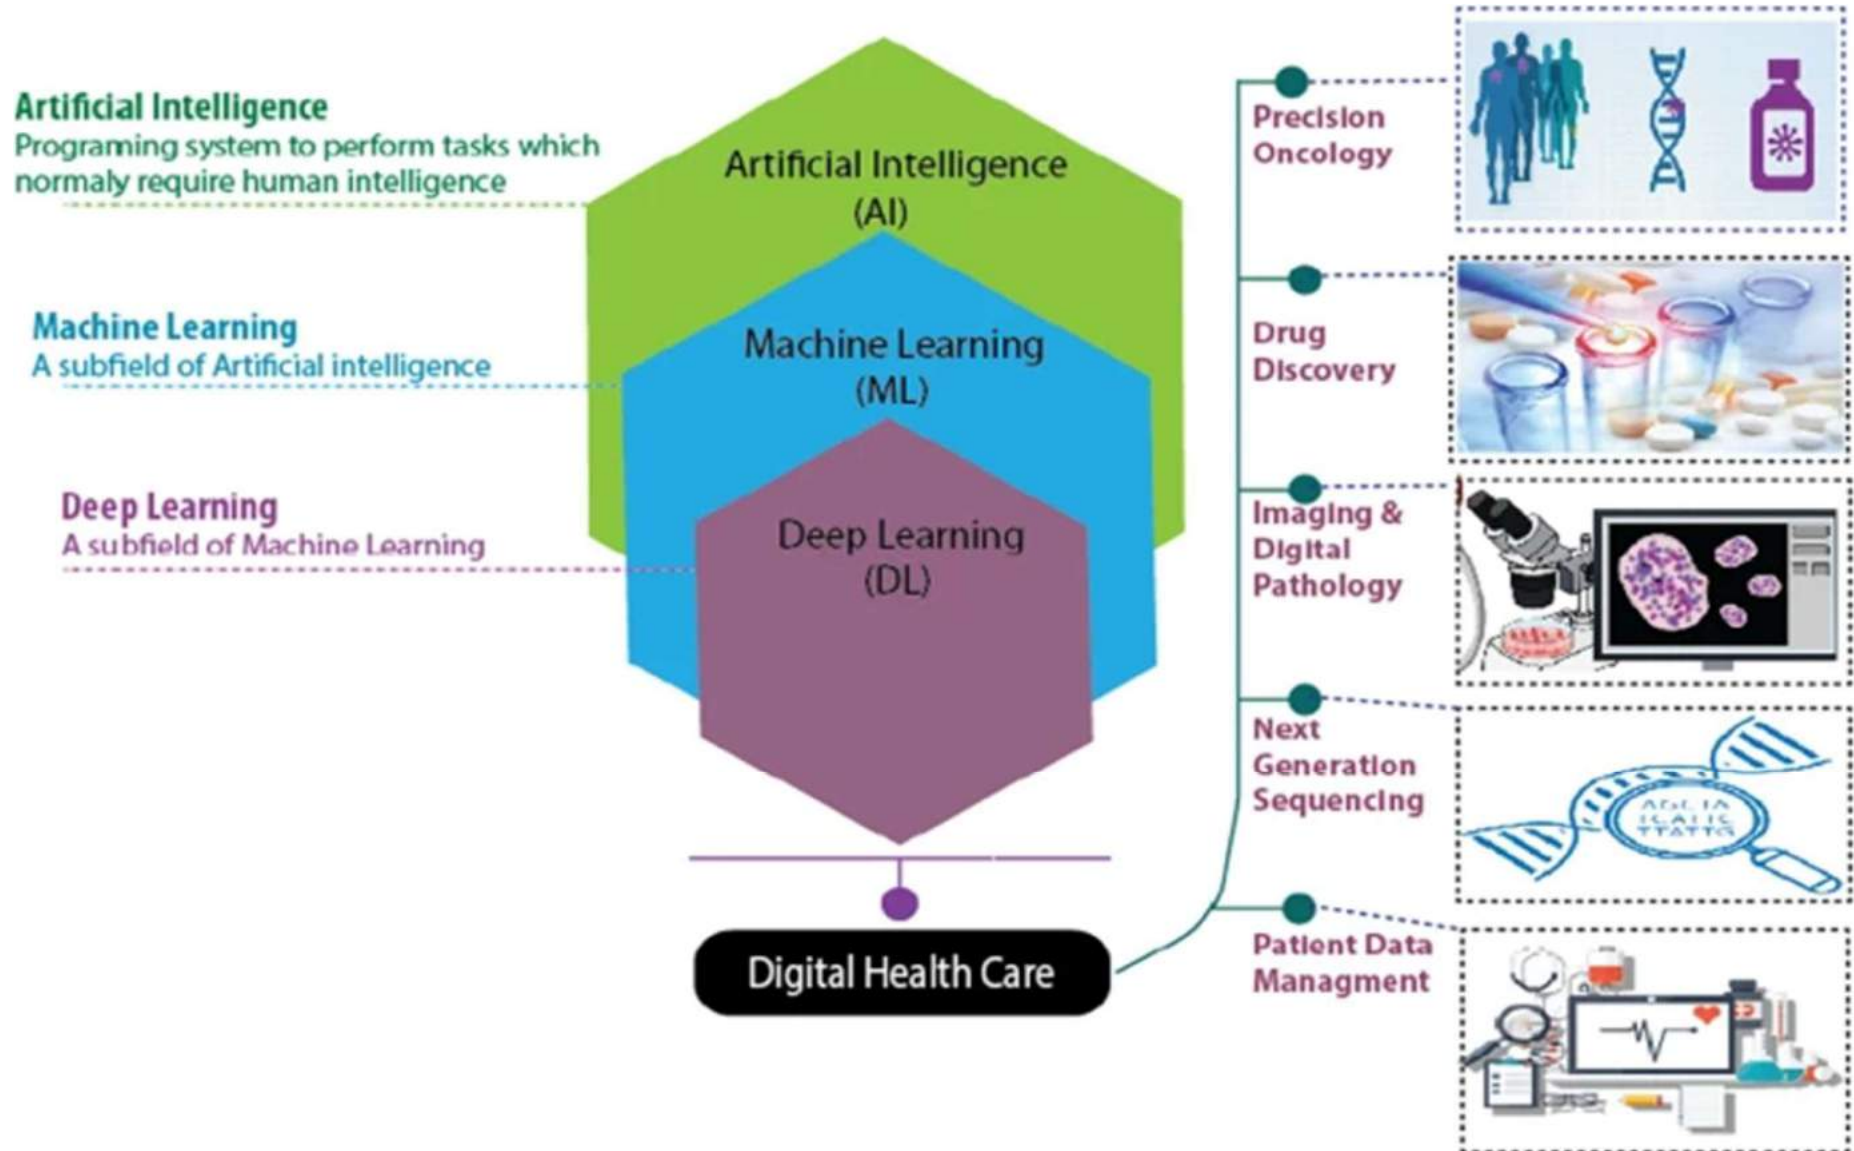 Artificial Intelligence
Programing system to perform tasks which
normaly require human intelligence
Machine Learning
A subfield of Artificial intelligence
Deep Learning
A subfield of Machine Learning
Artificial Intelligence
(AI)
Machine Learning
(ML)
Deep Learning
(DL)
Digital Health Care
Precision
Oncology
Drug
Discovery
Imaging &
Digital
Pathology
Next
Generation
Sequencing
Patient Data
Managment